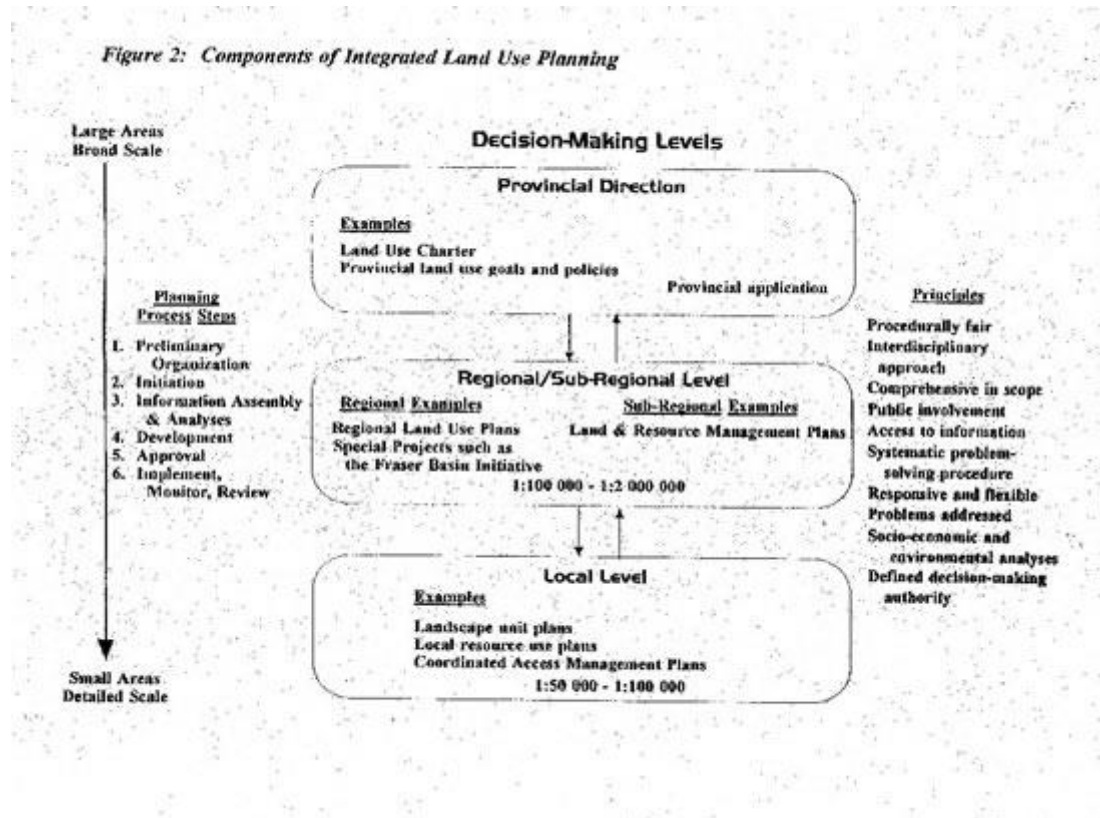 Figure 2: Components of Integrated Land Use Planning
Large Areas
Broad Scale
Decision-Making Levels
Provincial Direction
Examples
Land Use Charter
Provincial land use goals and policies
Provincial application
Planning
Process Steps
1. Preliminary
Organization
2. Initiation
3. Information Assembly
& Analyses
4. Development
5. Approval
6. Implement,
Monitor, Review
Regional/Sub-Regional Level
Regional Examples
Regional Land Use Plans
Special Projects such as
the Fraser Basin Initiative
Sub-Regional Examples
Land & Resource Management Plans
1:100 000 - 1:2 000 000
Local Level
Examples
Landscape unit plans
Local resource use plans
Coordinated Access Management Plans
1:50 000 - 1:100 000
Principles
Procedurally fair
Interdisciplinary
approach
Comprehensive in scope
Public involvement
Access to information
Systematic problem-
solving procedure
Responsive and flexible
Problems addressed
Socio-economic and
environmental analyses
Defined decision-making
authority
Small Areas
Detailed Scale